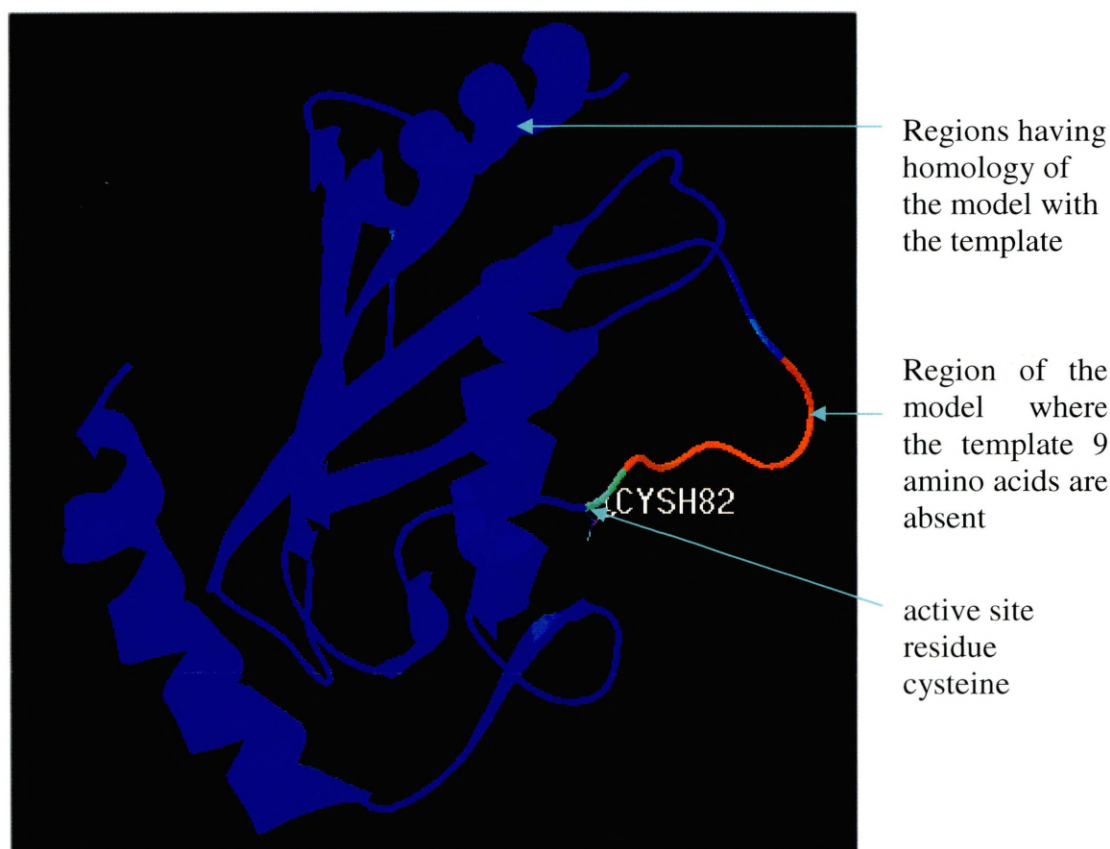 Regions having
homology of
the model with
the template
Region of the
model where
the template 9
amino acids are
absent
CYSH82
active site
residue
cysteine